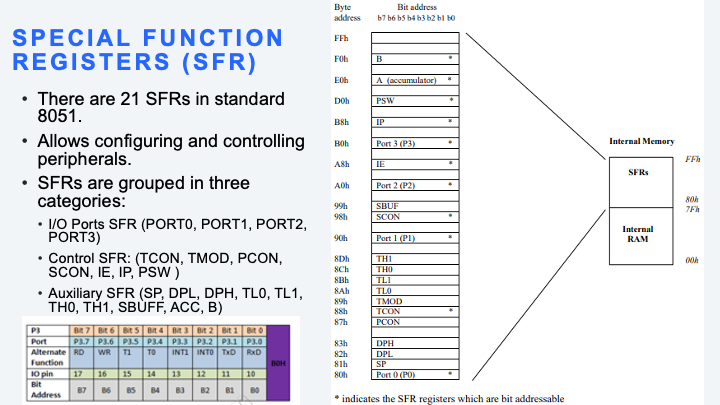 SPECIAL FUNCTION
REGISTERS (SFR)
• There are 21 SFRs in standard
8051.
• Allows configuring and controlling
peripherals.
• SFRs are grouped in three
categories:
• I/O Ports SFR (PORT0, PORT1, PORT2,
PORT3)
• Control SFR: (TCON, TMOD, PCON,
SCON, IE, IP, PSW )
• Auxiliary SFR (SP, DPL, DPH, TL0, TL1,
TH0, TH1, SBUFF, ACC, B)
P3 Bit 7 Bit 6 Bit 5 Bit 4 Bit 3 Bit 2 Bit 1 Bit 0
Port P3.7 P3.6 P3.5 P3.4 P3.3 P3.2 P3.1 P3.0
Alternate Function RD WR T1 T0 INT1 INT0 TxD RxD
B0H
IO pin 17 16 15 14 13 12 11 10
Bit Address B7 B6 B5 B4 B3 B2 B1 B0
Byte address
Bit address
b7 b6 b5 b4 b3 b2 b1 b0
FFh
F0h B *
E0h A (accumulator) *
D0h PSW *
B8h IP *
B0h Port 3 (P3) *
A8h IE *
A0h Port 2 (P2) *
99h SBUF
98h SCON *
90h Port 1 (P1) *
8Dh TH1
8Ch TH0
8Bh TL1
8Ah TL0
89h TMOD
88h TCON *
87h PCON
83h DPH
82h DPL
81h SP
80h Port 0 (P0) *
Internal Memory
FFh
SFRs
80h
7Fh
Internal
RAM
00h
* indicates the SFR registers which are bit addressable